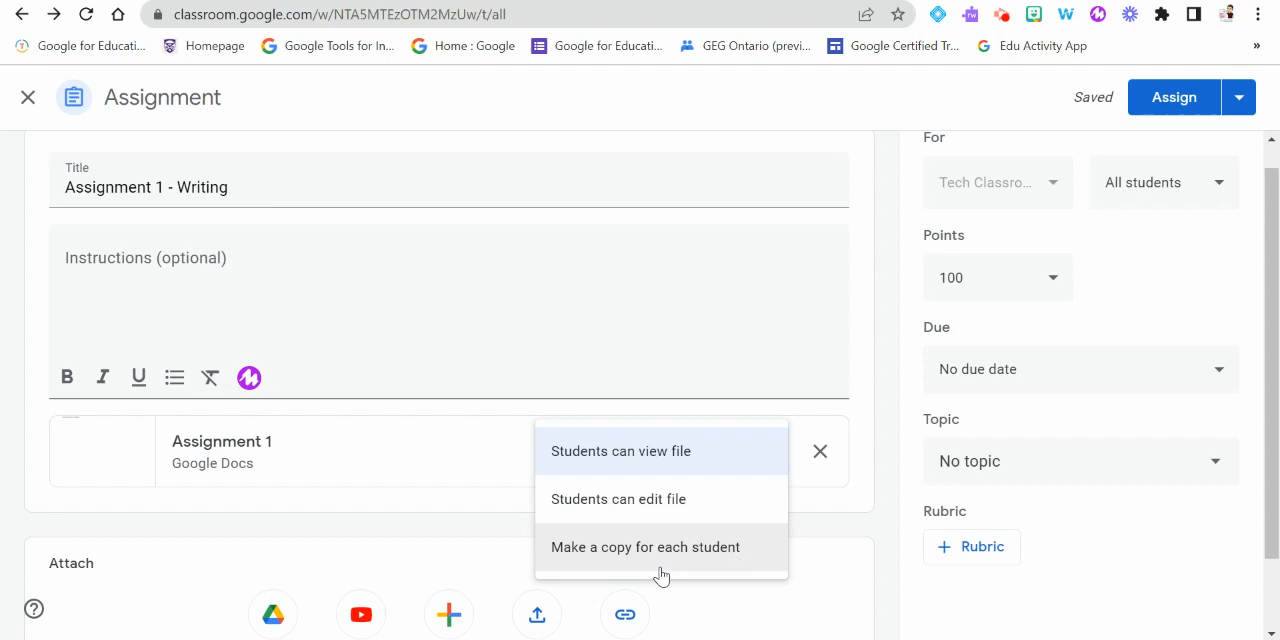 classroom.google.com/w/NTA5MTEzOTM2MzUw/t/all
Google for Educati... Homepage Google Tools for In... Home : Google Google for Educati... GEG Ontario (previ... Google Certified Tr... Edu Activity App »
Assignment Saved Assign
Title
Assignment 1 - Writing
Instructions (optional)
B I U
Assignment 1
Google Docs
Students can view file
Students can edit file
Make a copy for each student
Attach
For
Tech Classro... All students
Points
100
Due
No due date
Topic
No topic
Rubric
+ Rubric